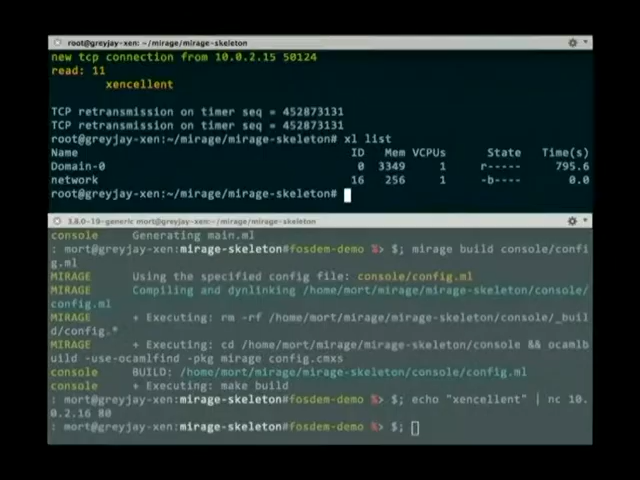 root@greyjay-xen: ~/mirage/mirage-skeleton
new tcp connection from 10.0.2.15 50124
read: 11
xencellent
TCP retransmission on timer seq = 452873131
TCP retransmission on timer seq = 452873131
root@greyjay-xen:~/mirage/mirage-skeleton# xl list
Name ID Mem VCPUs State Time(s)
Domain-0 0 3349 1 r----- 795.6
network 16 256 1 -b---- 0.0
root@greyjay-xen:~/mirage/mirage-skeleton#
3.8.0-19-generic mort@greyjay-xen: ~/mirage/mirage-skeleton
console Generating main.ml
: mort@greyjay-xen:mirage-skeleton#fosdem-demo %> $; mirage build console/confi
g.ml
MIRAGE Using the specified config file: console/config.ml
MIRAGE Compiling and dynlinking /home/mort/mirage/mirage-skeleton/console/
config.ml
MIRAGE + Executing: rm -rf /home/mort/mirage/mirage-skeleton/console/_buil
d/config.*
MIRAGE + Executing: cd /home/mort/mirage/mirage-skeleton/console && ocamlb
uild -use-ocamlfind -pkg mirage config.cmxs
console BUILD: /home/mort/mirage/mirage-skeleton/console/config.ml
console + Executing: make build
: mort@greyjay-xen:mirage-skeleton#fosdem-demo %> $; echo "xencellent" | nc 10.
0.2.16 80
: mort@greyjay-xen:mirage-skeleton#fosdem-demo %> $;